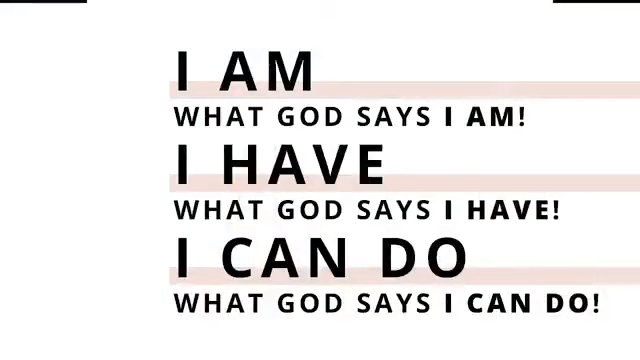 I AM
WHAT GOD SAYS I AM!
I HAVE
WHAT GOD SAYS I HAVE!
I CAN DO
WHAT GOD SAYS I CAN DO!